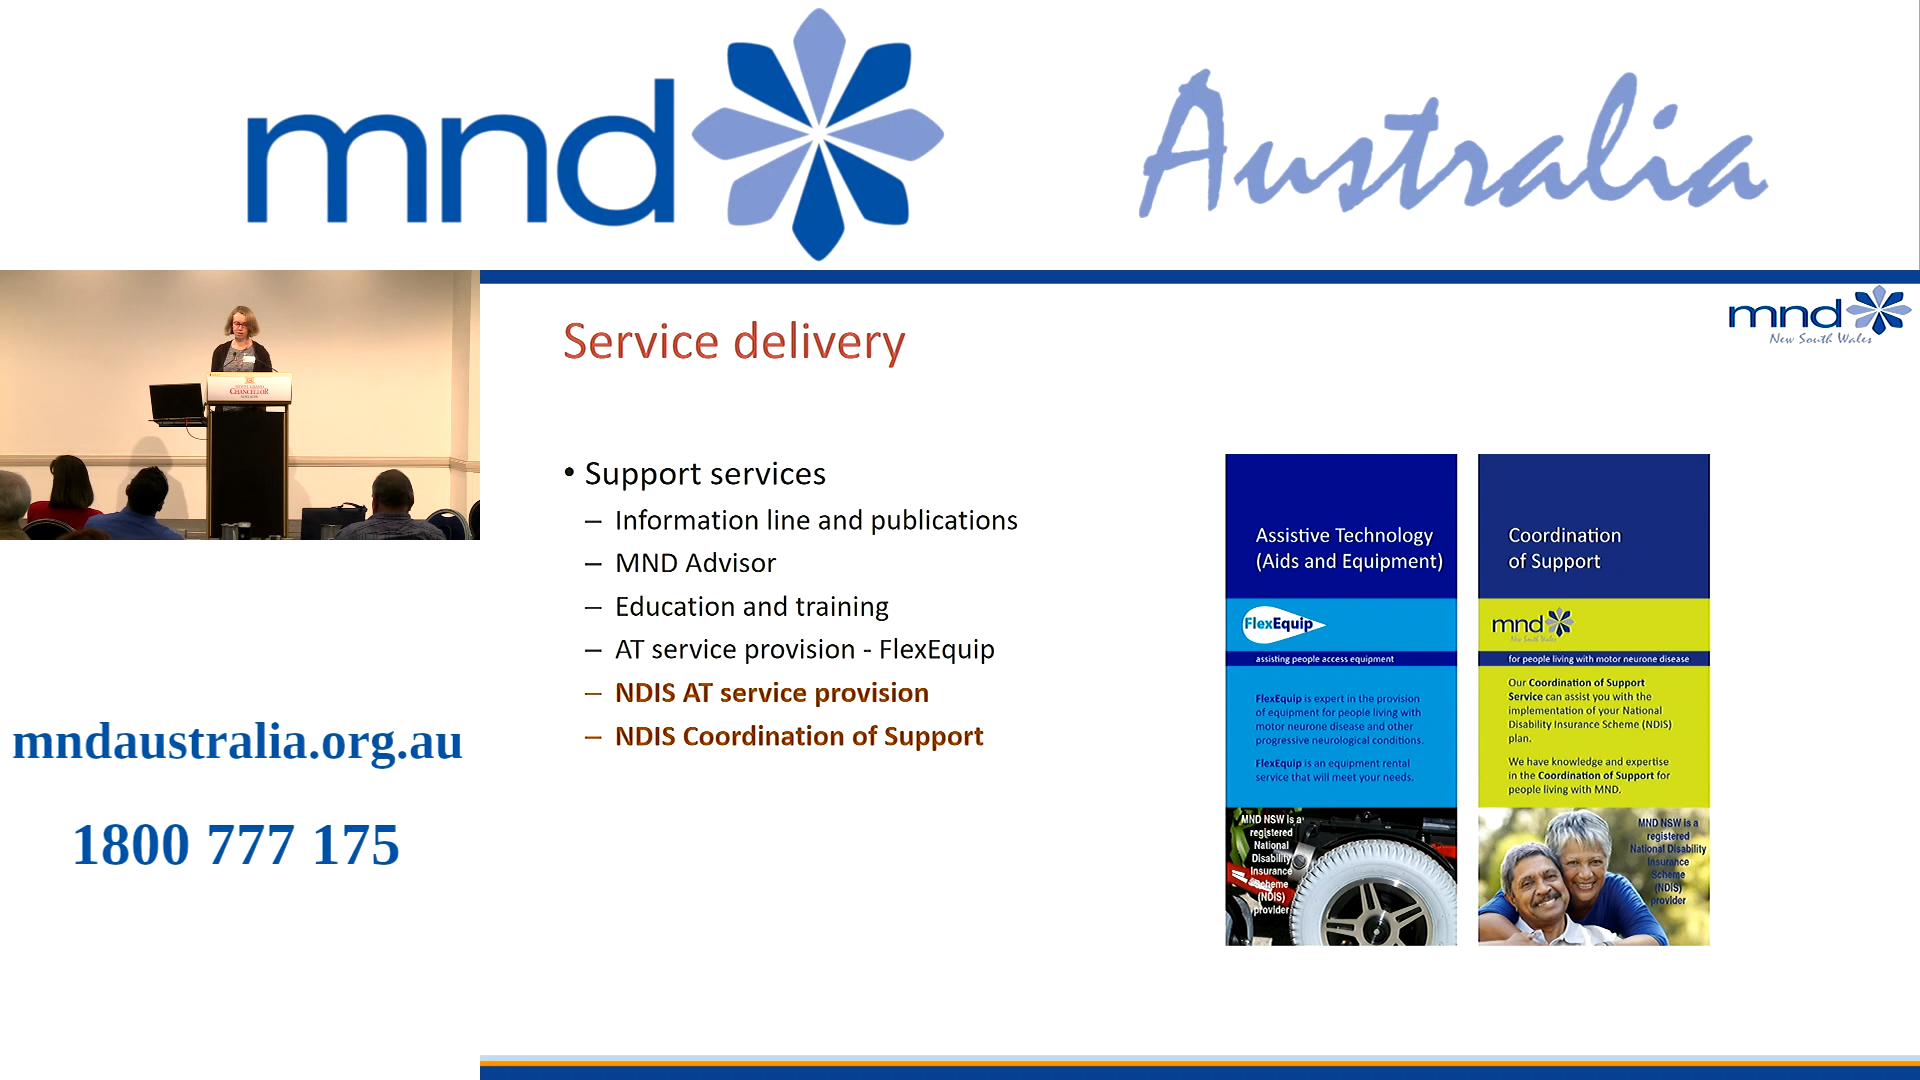 mnd Australia
mnd
New South Wales
Service delivery
CHANCELLOR
• Support services
– Information line and publications
– MND Advisor
– Education and training
– AT service provision - FlexEquip
– NDIS AT service provision
– NDIS Coordination of Support
mndaustralia.org.au
1800 777 175
Assistive Technology
(Aids and Equipment)
FlexEquip
assisting people access equipment
FlexEquip is expert in the provision
of equipment for people living with
motor neurone disease and other
progressive neurological conditions.
FlexEquip is an equipment rental
service that will meet your needs.
MND NSW is a
registered
National
Disability
Insurance
Scheme
(NDIS)
provider
Coordination
of Support
mnd
New South Wales
for people living with motor neurone disease
Our Coordination of Support
Service can assist you with the
implementation of your National
Disability Insurance Scheme (NDIS)
plan.
We have knowledge and expertise
in the Coordination of Support for
people living with MND.
MND NSW is a
registered
National Disability
Insurance
Scheme
(NDIS)
provider